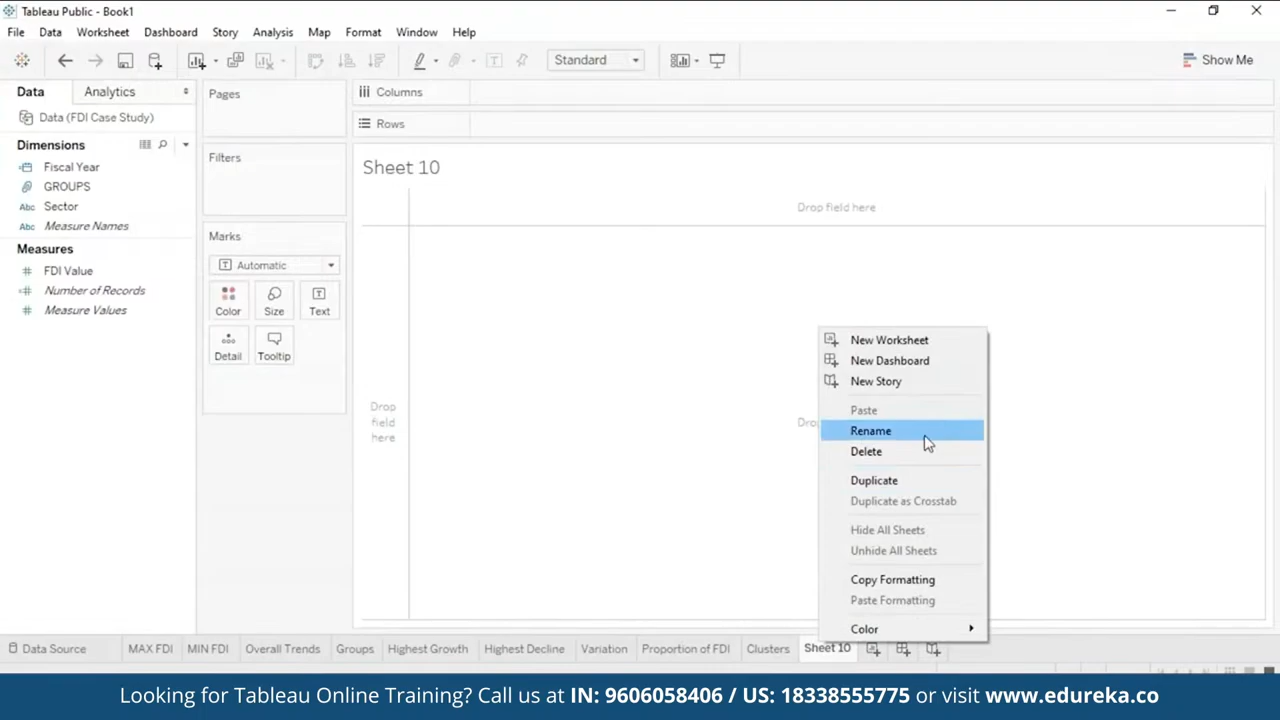 Tableau Public - Book1
File Data Worksheet Dashboard Story Analysis Map Format Window Help
Standard
Show Me
Data Analytics
Data (FDI Case Study)
Dimensions
Fiscal Year
GROUPS
Abc Sector
Abc Measure Names
Measures
# FDI Value
# Number of Records
# Measure Values
Pages
Filters
Marks
Automatic
Color Size Text
Detail Tooltip
Columns
Rows
Sheet 10
Drop field here
Drop
field
here
Dro
New Worksheet
New Dashboard
New Story
Paste
Rename
Delete
Duplicate
Duplicate as Crosstab
Hide All Sheets
Unhide All Sheets
Copy Formatting
Paste Formatting
Color
Data Source MAX FDI MIN FDI Overall Trends Groups Highest Growth Highest Decline Variation Proportion of FDI Clusters Sheet 10
Looking for Tableau Online Training? Call us at IN: 9606058406 / US: 18338555775 or visit www.edureka.co